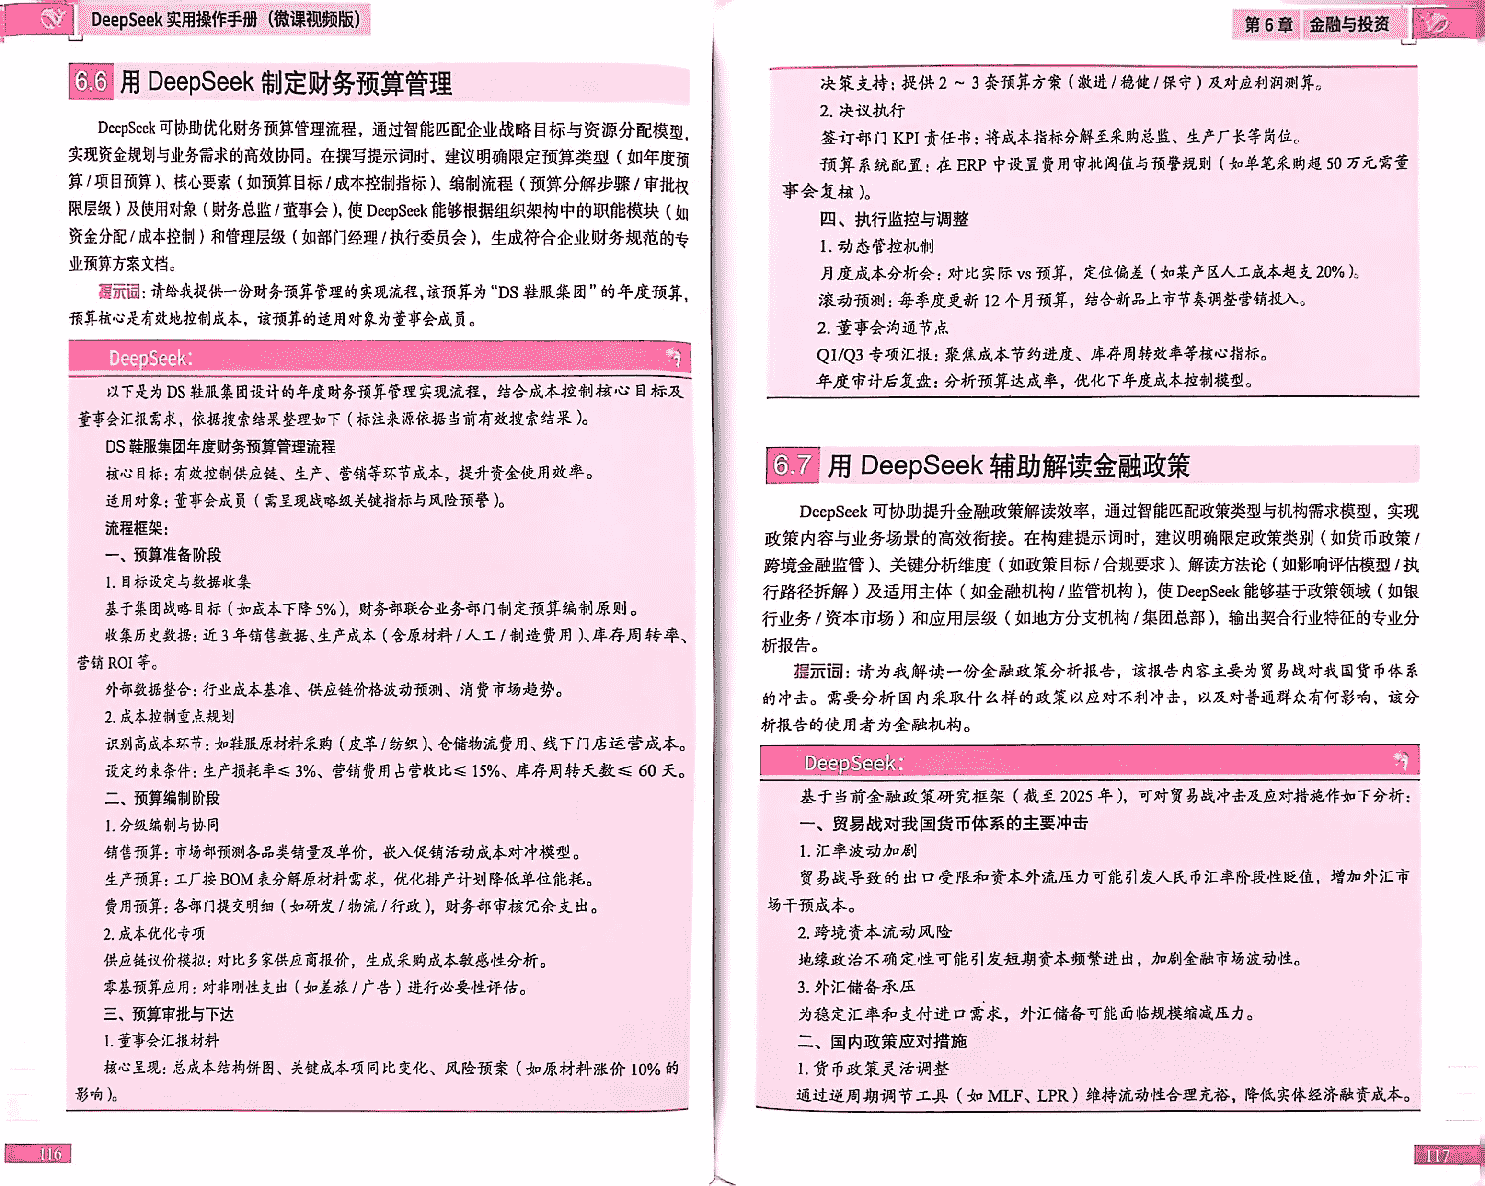 DeepSeek 实用操作手册（微课视频版）
6.6 用 DeepSeek 制定财务预算管理
DeepSeek 可协助优化财务预算管理流程，通过智能匹配企业战略目标与资源分配模型，
实现资金规划与业务需求的高效协同。在撰写提示词时，建议明确限定预算类型（如年度预
算/项目预算）、核心要素（如预算目标/成本控制指标）、编制流程（预算分解步骤/审批权
限层级）及使用对象（财务总监/董事会），使 DeepSeek 能够根据组织架构中的职能模块（如
资金分配/成本控制）和管理层级（如部门经理/执行委员会），生成符合企业财务规范的专
业预算方案文档。
提示词：请给我提供一份财务预算管理的实现流程，该预算为“DS 鞋服集团”的年度预算，
预算核心是有效地控制成本，该预算的适用对象为董事会成员。
DeepSeek：
以下是为 DS 鞋服集团设计的年度财务预算管理实现流程，结合成本控制核心目标及
董事会汇报需求，依据搜索结果整理如下（标注来源依据当前有效搜索结果）。
DS 鞋服集团年度财务预算管理流程
核心目标：有效控制供应链、生产、营销等环节成本，提升资金使用效率。
适用对象：董事会成员（需呈现战略级关键指标与风险预警）。
流程框架：
一、预算准备阶段
1. 目标设定与数据收集
基于集团战略目标（如成本下降 5%），财务部联合业务部门制定预算编制原则。
收集历史数据：近 3 年销售数据、生产成本（含原材料/人工/制造费用）、库存周转率、
营销 ROI 等。
外部数据整合：行业成本基准、供应链价格波动预测、消费市场趋势。
2. 成本控制重点规划
识别高成本环节：如鞋服原材料采购（皮革/纺织）、仓储物流费用、线下门店运营成本。
设定约束条件：生产损耗率≤ 3%、营销费用占营收比≤ 15%、库存周转天数≤ 60 天。
二、预算编制阶段
1. 分级编制与协同
销售预算：市场部预测各品类销量及单价，嵌入促销活动成本对冲模型。
生产预算：工厂按 BOM 表分解原材料需求，优化排产计划降低单位能耗。
费用预算：各部门提交明细（如研发/物流/行政），财务部审核冗余支出。
2. 成本优化专项
供应链议价模拟：对比多家供应商报价，生成采购成本敏感性分析。
零基预算应用：对非刚性支出（如差旅/广告）进行必要性评估。
三、预算审批与下达
1. 董事会汇报材料
核心呈现：总成本结构饼图、关键成本项同比变化、风险预案（如原材料涨价 10% 的
影响）。
116
第 6 章 金融与投资
决策支持：提供 2 ~ 3 套预算方案（激进/稳健/保守）及对应利润测算。
2. 决议执行
签订部门 KPI 责任书：将成本指标分解至采购总监、生产厂长等岗位。
预算系统配置：在 ERP 中设置费用审批阈值与预警规则（如单笔采购超 50 万元需董
事会复核）。
四、执行监控与调整
1. 动态管控机制
月度成本分析会：对比实际 vs 预算，定位偏差（如某产区人工成本超支 20%）。
滚动预测：每季度更新 12 个月预算，结合新品上市节奏调整营销投入。
2. 董事会沟通节点
Q1/Q3 专项汇报：聚焦成本节约进度、库存周转效率等核心指标。
年度审计后复盘：分析预算达成率，优化下年度成本控制模型。
6.7 用 DeepSeek 辅助解读金融政策
DeepSeek 可协助提升金融政策解读效率，通过智能匹配政策类型与机构需求模型，实现
政策内容与业务场景的高效衔接。在构建提示词时，建议明确限定政策类别（如货币政策/
跨境金融监管）、关键分析维度（如政策目标/合规要求）、解读方法论（如影响评估模型/执
行路径拆解）及适用主体（如金融机构/监管机构），使 DeepSeek 能够基于政策领域（如银
行业务/资本市场）和应用层级（如地方分支机构/集团总部），输出契合行业特征的专业分
析报告。
提示词：请为我解读一份金融政策分析报告，该报告内容主要为贸易战对我国货币体系
的冲击。需要分析国内采取什么样的政策以应对不利冲击，以及对普通群众有何影响，该分
析报告的使用者为金融机构。
DeepSeek：
基于当前金融政策研究框架（截至 2025 年），可对贸易战冲击及应对措施作如下分析：
一、贸易战对我国货币体系的主要冲击
1. 汇率波动加剧
贸易战导致的出口受限和资本外流压力可能引发人民币汇率阶段性贬值，增加外汇市
场干预成本。
2. 跨境资本流动风险
地缘政治不确定性可能引发短期资本频繁进出，加剧金融市场波动性。
3. 外汇储备承压
为稳定汇率和支付进口需求，外汇储备可能面临规模缩减压力。
二、国内政策应对措施
1. 货币政策灵活调整
通过逆周期调节工具（如 MLF、LPR）维持流动性合理充裕，降低实体经济融资成本。
117